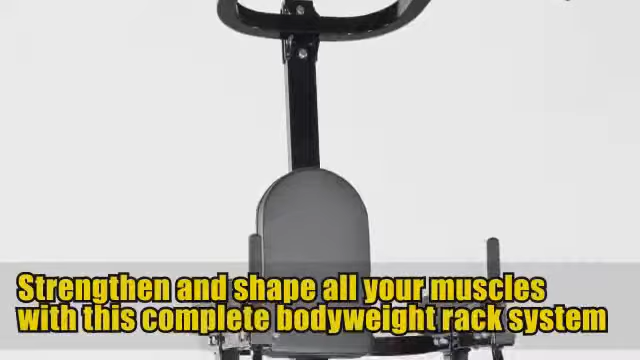 Strengthen and shape all your muscles
with this complete bodyweight rack system